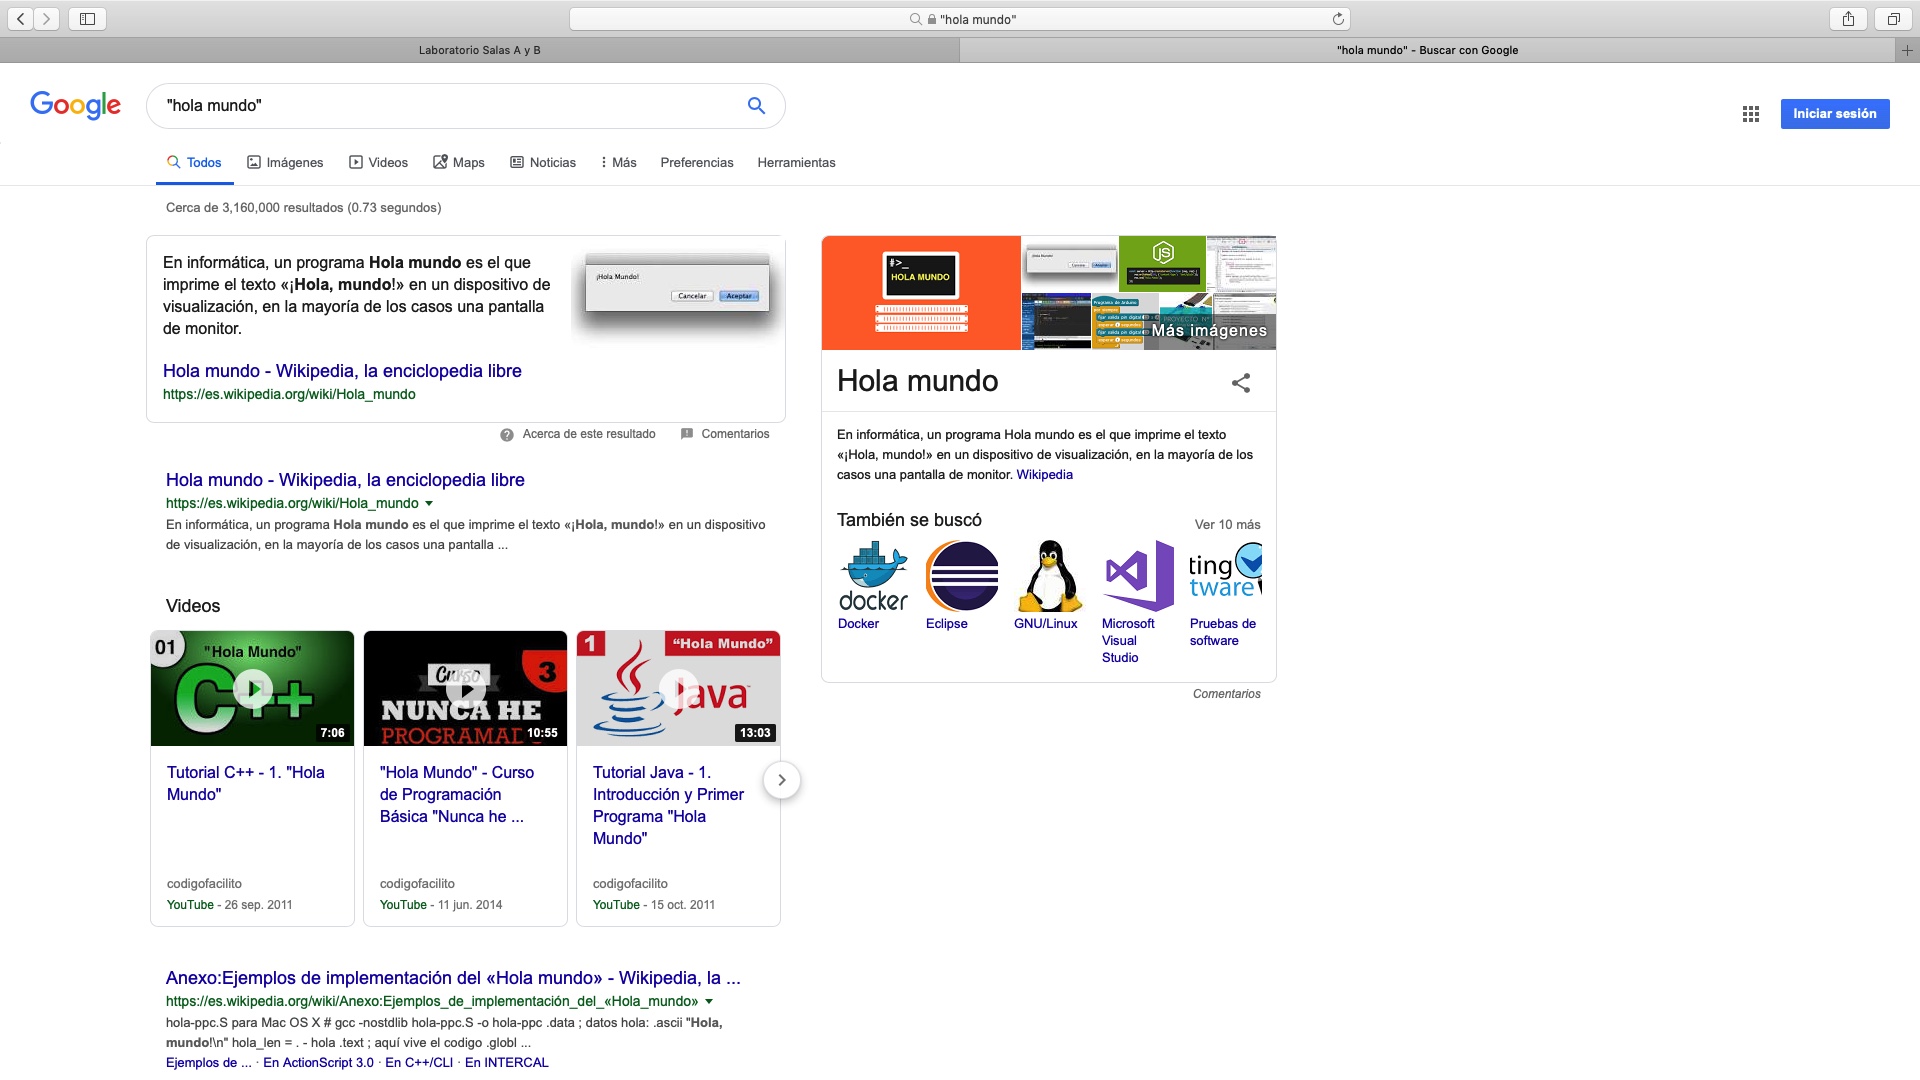 "hola mundo"
Laboratorio Salas A y B
"hola mundo" - Buscar con Google
Google
"hola mundo"
Iniciar sesión
Todos
Imágenes
Videos
Maps
Noticias
Más
Preferencias
Herramientas
Cerca de 3,160,000 resultados (0.73 segundos)
En informática, un programa Hola mundo es el que
imprime el texto «¡Hola, mundo!» en un dispositivo de
visualización, en la mayoría de los casos una pantalla
de monitor.
¡Hola Mundo!
Cancelar
Aceptar
Hola mundo - Wikipedia, la enciclopedia libre
https://es.wikipedia.org/wiki/Hola_mundo
Acerca de este resultado
Comentarios
Hola mundo - Wikipedia, la enciclopedia libre
https://es.wikipedia.org/wiki/Hola_mundo
En informática, un programa Hola mundo es el que imprime el texto «¡Hola, mundo!» en un dispositivo
de visualización, en la mayoría de los casos una pantalla ...
Videos
01
"Hola Mundo"
C++
7:06
Tutorial C++ - 1. "Hola
Mundo"
codigofacilito
YouTube - 26 sep. 2011
Curso
3
NUNCA HE
10:55
"Hola Mundo" - Curso
de Programación
Básica "Nunca he ...
codigofacilito
YouTube - 11 jun. 2014
1
“Hola Mundo”
Java
13:03
Tutorial Java - 1.
Introducción y Primer
Programa "Hola
Mundo"
codigofacilito
YouTube - 15 oct. 2011
Anexo:Ejemplos de implementación del «Hola mundo» - Wikipedia, la ...
https://es.wikipedia.org/wiki/Anexo:Ejemplos_de_implementación_del_«Hola_mundo»
hola-ppc.S para Mac OS X # gcc -nostdlib hola-ppc.S -o hola-ppc .data ; datos hola: .ascii "Hola,
mundo!\n" hola_len = . - hola .text ; aquí vive el codigo .globl ...
Ejemplos de ... · En ActionScript 3.0 · En C++/CLI · En INTERCAL
#>_
HOLA MUNDO
JS
Más imágenes
Hola mundo
En informática, un programa Hola mundo es el que imprime el texto
«¡Hola, mundo!» en un dispositivo de visualización, en la mayoría de los
casos una pantalla de monitor. Wikipedia
También se buscó
Ver 10 más
docker
ting
tware
Docker
Eclipse
GNU/Linux
Microsoft
Visual
Studio
Pruebas de
software
Comentarios